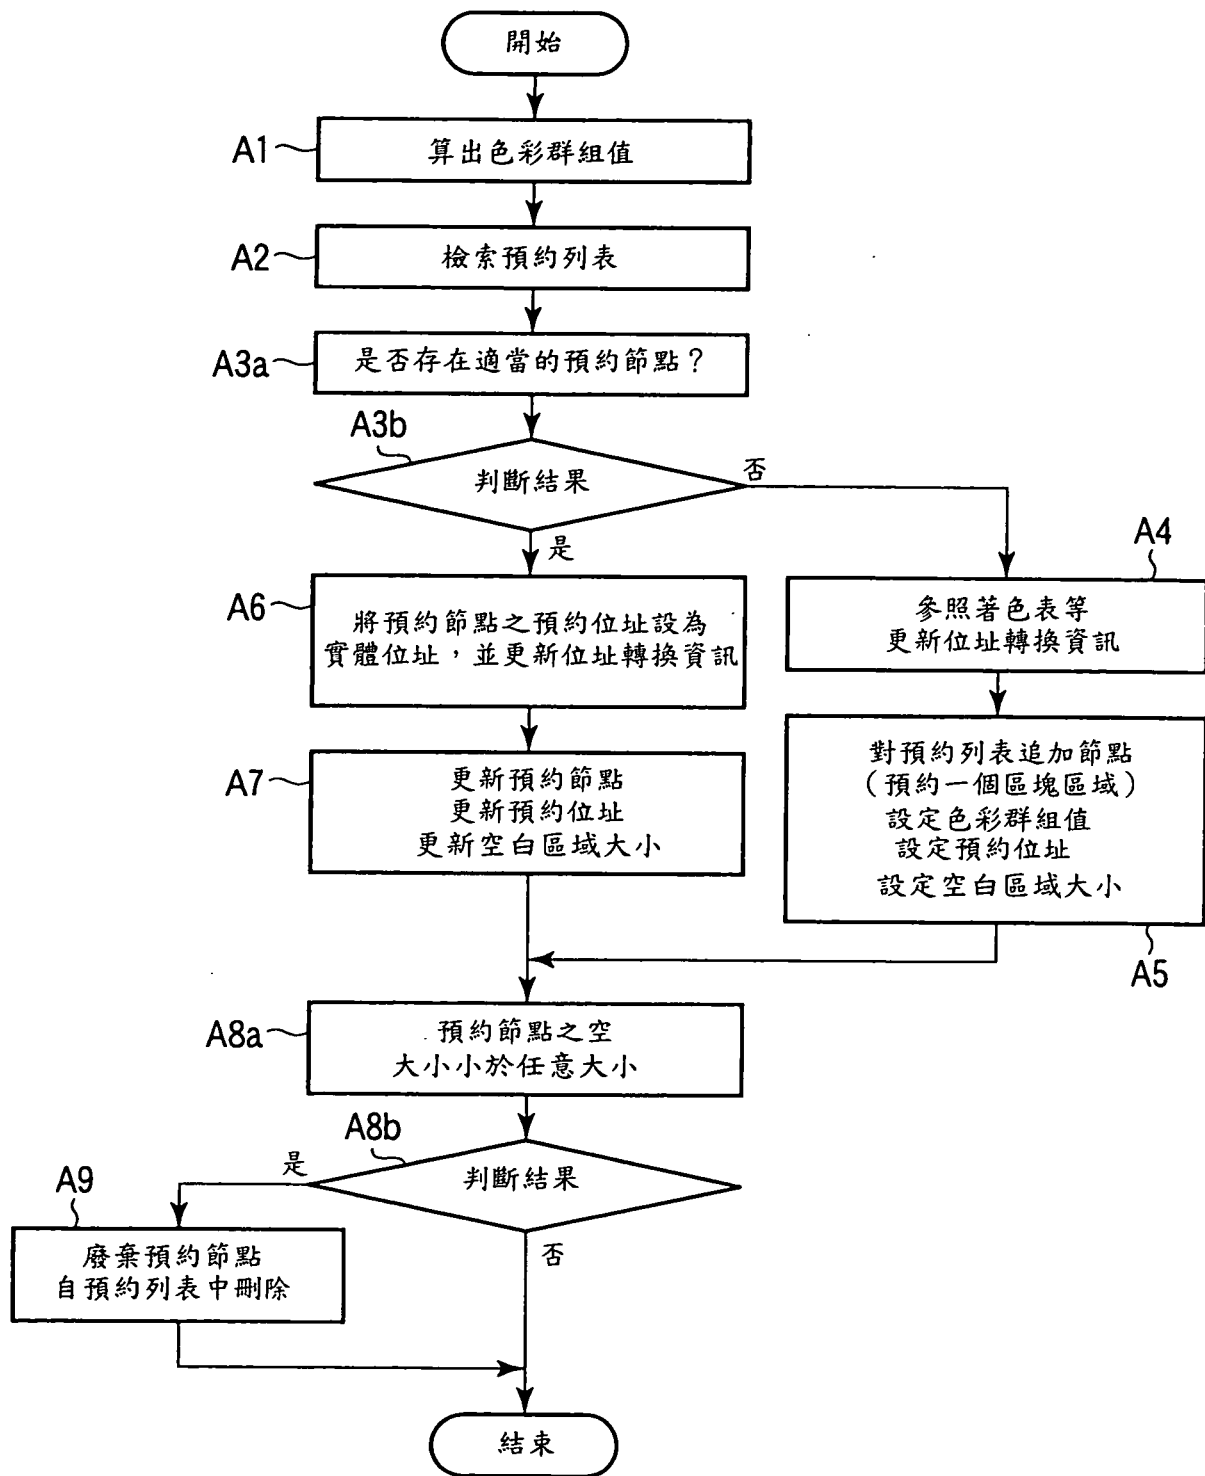 開始
A1
算出色彩群組值
A2
檢索預約列表
A3a
是否存在適當的預約節點？
A3b
判斷結果
否
是
A4
參照著色表等
更新位址轉換資訊
A6
將預約節點之預約位址設為
實體位址，並更新位址轉換資訊
A7
更新預約節點
更新預約位址
更新空白區域大小
對預約列表追加節點
（預約一個區塊區域）
設定色彩群組值
設定預約位址
設定空白區域大小
A5
A8a
預約節點之空
大小小於任意大小
A8b
判斷結果
是
否
A9
廢棄預約節點
自預約列表中刪除
結束